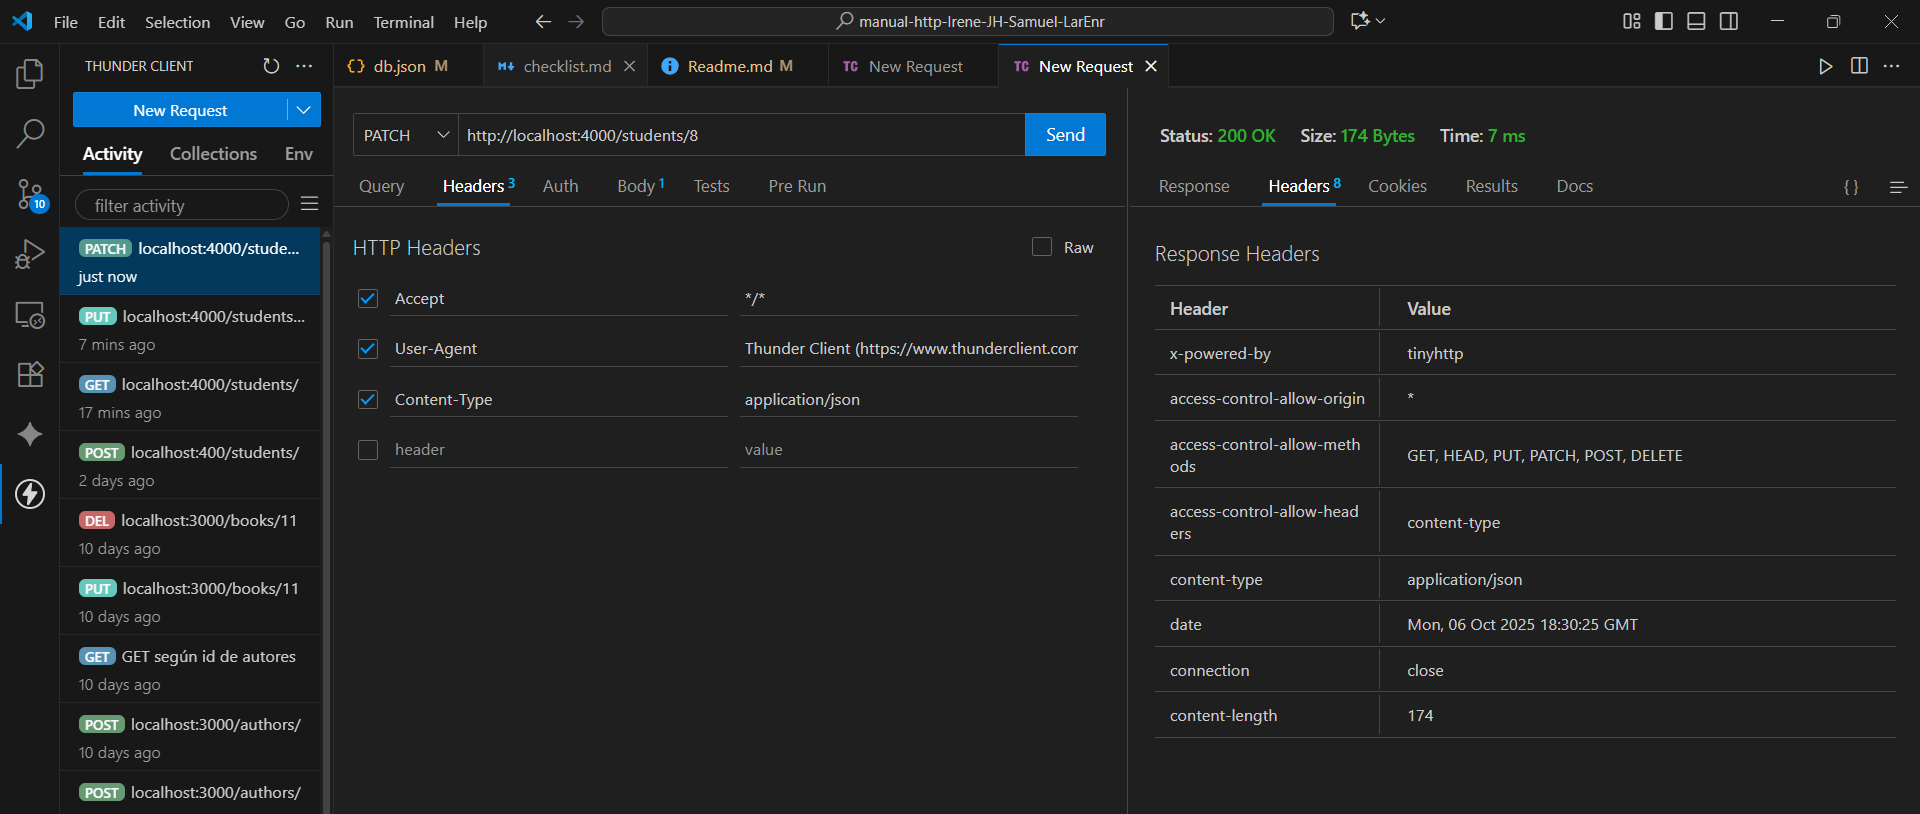 File Edit Selection View Go Run Terminal Help
manual-http-Irene-JH-Samuel-LarEnr
THUNDER CLIENT
db.json M
checklist.md
Readme.md M
TC New Request
TC New Request
New Request
PATCH
http://localhost:4000/students/8
Send
Status: 200 OK Size: 174 Bytes Time: 7 ms
Activity Collections Env
Query Headers 3 Auth Body 1 Tests Pre Run
Response Headers 8 Cookies Results Docs
{ }
filter activity
10
PATCH localhost:4000/stude...
just now
PUT localhost:4000/students...
7 mins ago
GET localhost:4000/students/
17 mins ago
POST localhost:400/students/
2 days ago
DEL localhost:3000/books/11
10 days ago
PUT localhost:3000/books/11
10 days ago
GET GET según id de autores
10 days ago
POST localhost:3000/authors/
10 days ago
POST localhost:3000/authors/
HTTP Headers
Raw
Accept */*
User-Agent Thunder Client (https://www.thunderclient.com
Content-Type application/json
header value
Response Headers
Header Value
x-powered-by tinyhttp
access-control-allow-origin *
access-control-allow-meth
ods
GET, HEAD, PUT, PATCH, POST, DELETE
access-control-allow-head
ers
content-type
content-type application/json
date Mon, 06 Oct 2025 18:30:25 GMT
connection close
content-length 174